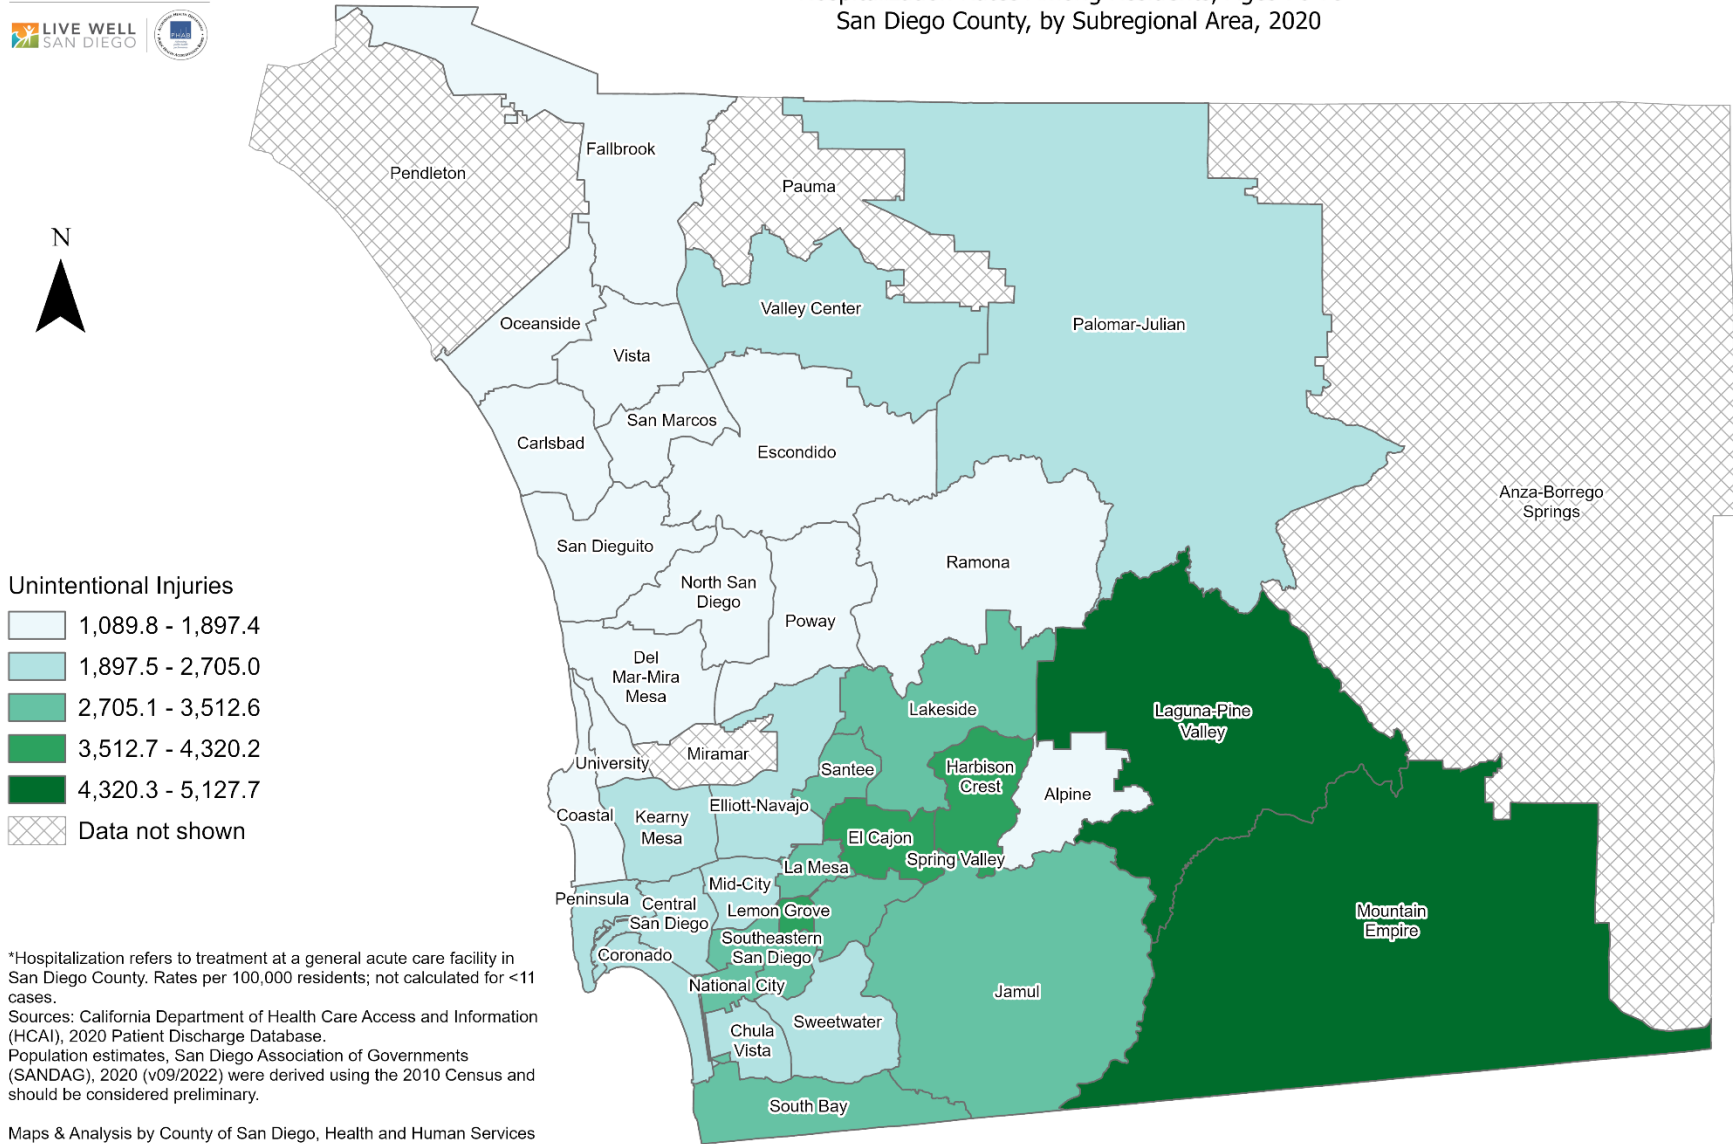 LIVE WELL
SAN DIEGO
PHAB
San Diego County, by Subregional Area, 2020
N
Fallbrook
Pendleton
Pauma
Valley Center
Palomar-Julian
Oceanside
Vista
San Marcos
Carlsbad
Escondido
Anza-Borrego
Springs
San Dieguito
Ramona
North San
Diego
Poway
Del
Mar-Mira
Mesa
Lakeside
Laguna-Pine
Valley
Miramar
University
Santee
Harbison
Crest
Alpine
Elliott-Navajo
Coastal
Kearny
Mesa
El Cajon
Spring Valley
La Mesa
Mid-City
Peninsula
Central
San Diego
Lemon Grove
Mountain
Empire
Southeastern
San Diego
Coronado
National City
Jamul
Sweetwater
Chula
Vista
South Bay
Unintentional Injuries
1,089.8 - 1,897.4
1,897.5 - 2,705.0
2,705.1 - 3,512.6
3,512.7 - 4,320.2
4,320.3 - 5,127.7
Data not shown
*Hospitalization refers to treatment at a general acute care facility in
San Diego County. Rates per 100,000 residents; not calculated for <11
cases.
Sources: California Department of Health Care Access and Information
(HCAI), 2020 Patient Discharge Database.
Population estimates, San Diego Association of Governments
(SANDAG), 2020 (v09/2022) were derived using the 2010 Census and
should be considered preliminary.
Maps & Analysis by County of San Diego, Health and Human Services